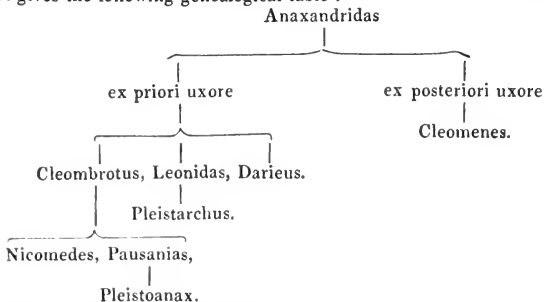 gives the following genealogical table :
Anaxandridas
ex priori uxore ex posteriori uxore
Cleomenes.
Cleombrotus, Leonidas, Darieus.
Pleistarchus.
Nicomedes, Pausanias,
Pleistoanax.